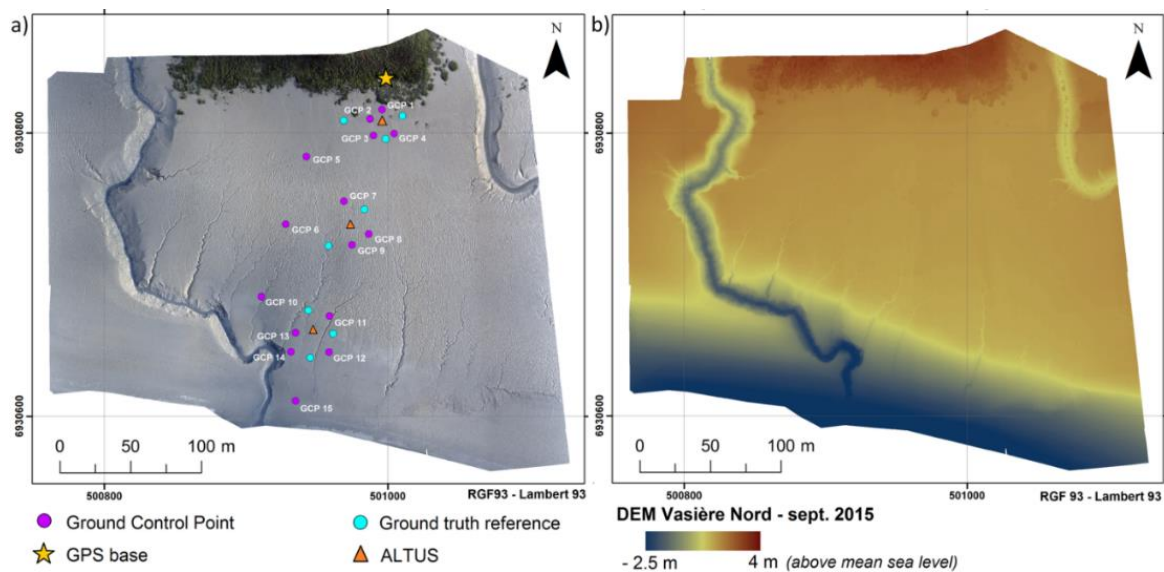 a)
N
6930800
6930600
GCP 1
GCP 2
GCP 3
GCP 4
GCP 5
GCP 7
GCP 6
GCP 8
GCP 9
GCP 10
GCP 11
GCP 13
GCP 14
GCP 12
GCP 15
0 50 100 m
RGF93 - Lambert 93
500800 501000
Ground Control Point
Ground truth reference
GPS base
ALTUS
b)
N
6930800
6930600
0 50 100 m
RGF 93 - Lambert 93
500800 501000
DEM Vasière Nord - sept. 2015
- 2.5 m 4 m (above mean sea level)